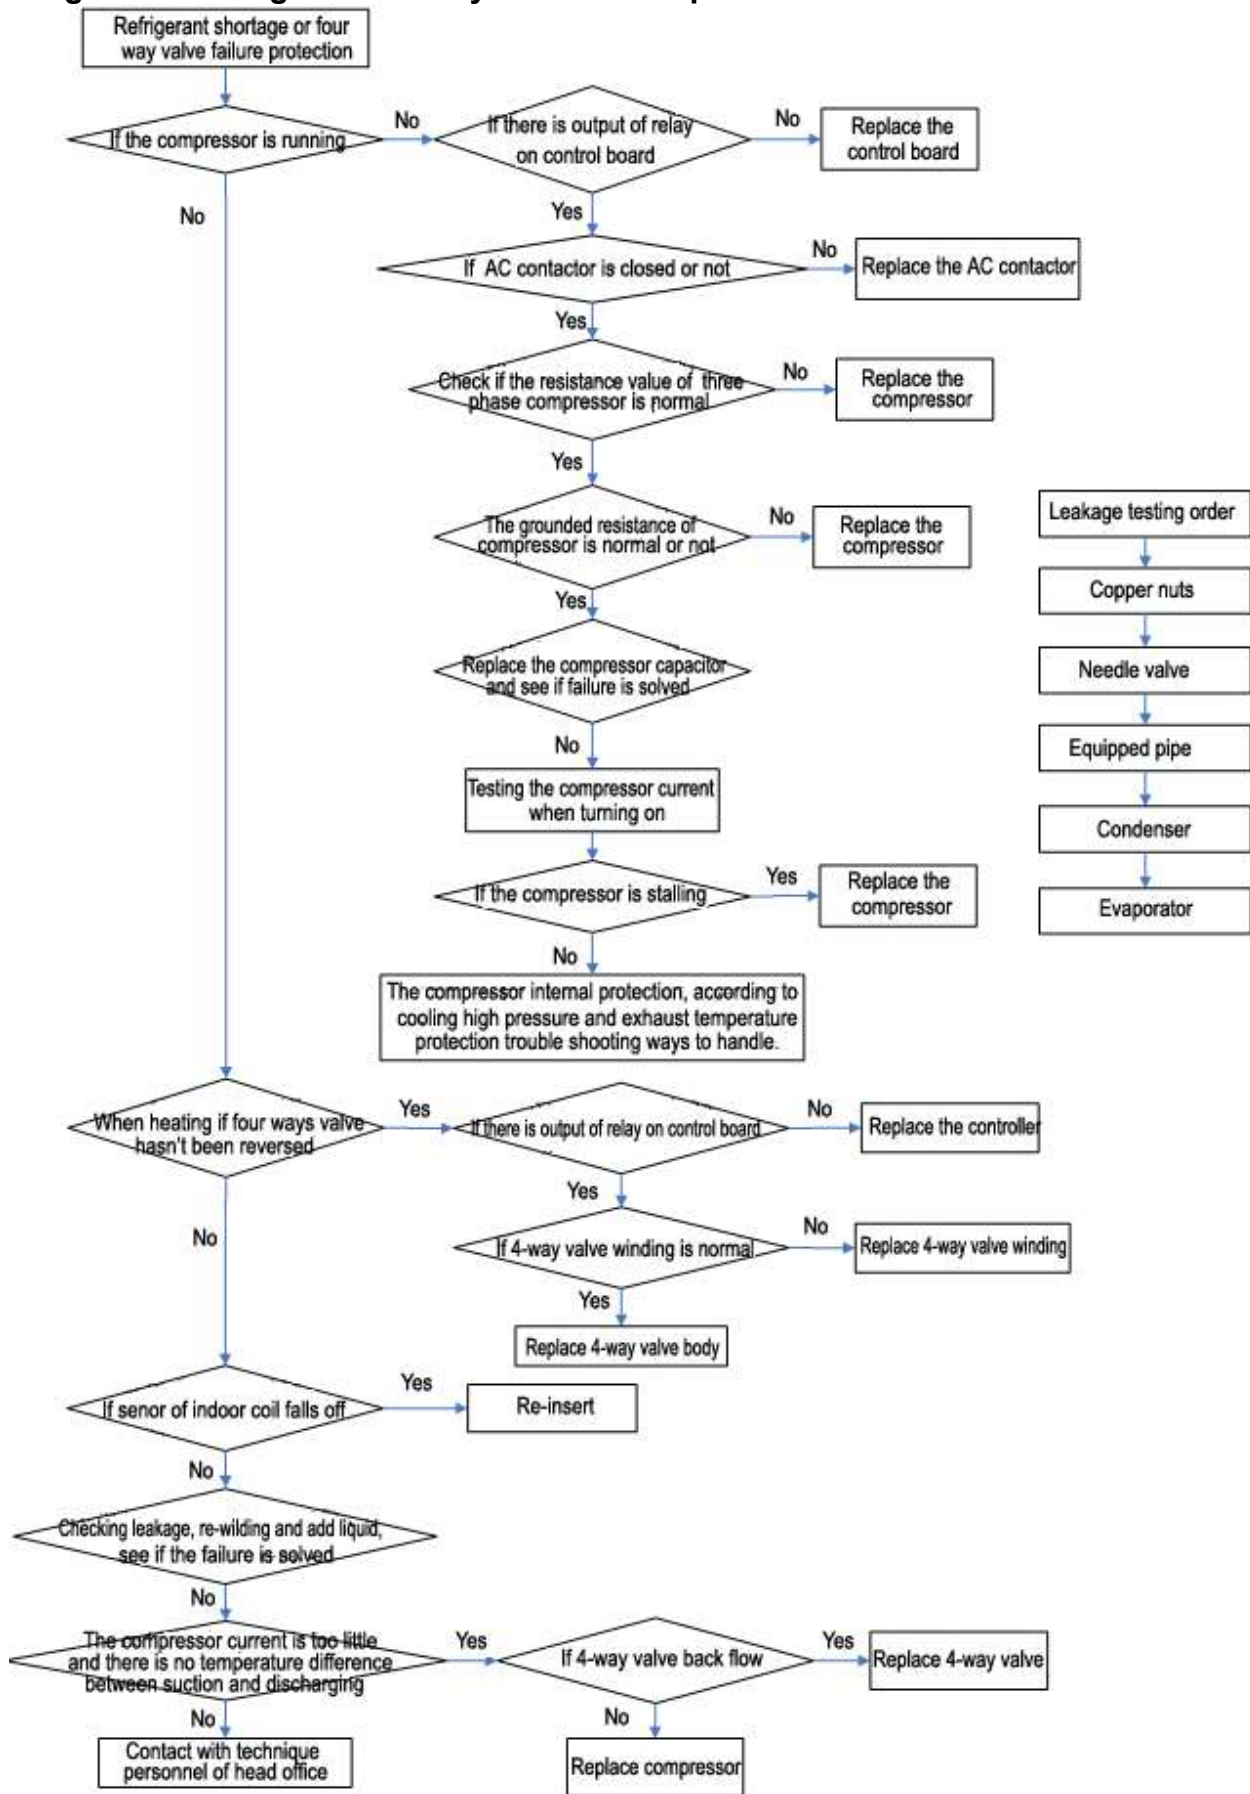 Refrigerant shortage or four
way valve failure protection
If the compressor is running
No
If there is output of relay
on control board
No
Replace the
control board
No
Yes
If AC contactor is closed or not
No
Replace the AC contactor
Yes
Check if the resistance value of three
phase compressor is normal
No
Replace the
compressor
Yes
The grounded resistance of
compressor is normal or not
No
Replace the
compressor
Yes
Replace the compressor capacitor
and see if failure is solved
No
Testing the compressor current
when turning on
If the compressor is stalling
Yes
Replace the
compressor
No
The compressor internal protection, according to
cooling high pressure and exhaust temperature
protection trouble shooting ways to handle.
Leakage testing order
Copper nuts
Needle valve
Equipped pipe
Condenser
Evaporator
When heating if four ways valve
hasn't been reversed
Yes
If there is output of relay on control board
No
Replace the controller
Yes
No
If 4-way valve winding is normal
No
Replace 4-way valve winding
Yes
Replace 4-way valve body
If senor of indoor coil falls off
Yes
Re-insert
No
Checking leakage, re-wilding and add liquid,
see if the failure is solved
No
The compressor current is too little
and there is no temperature difference
between suction and discharging
Yes
If 4-way valve back flow
Yes
Replace 4-way valve
No
No
Contact with technique
personnel of head office
Replace compressor